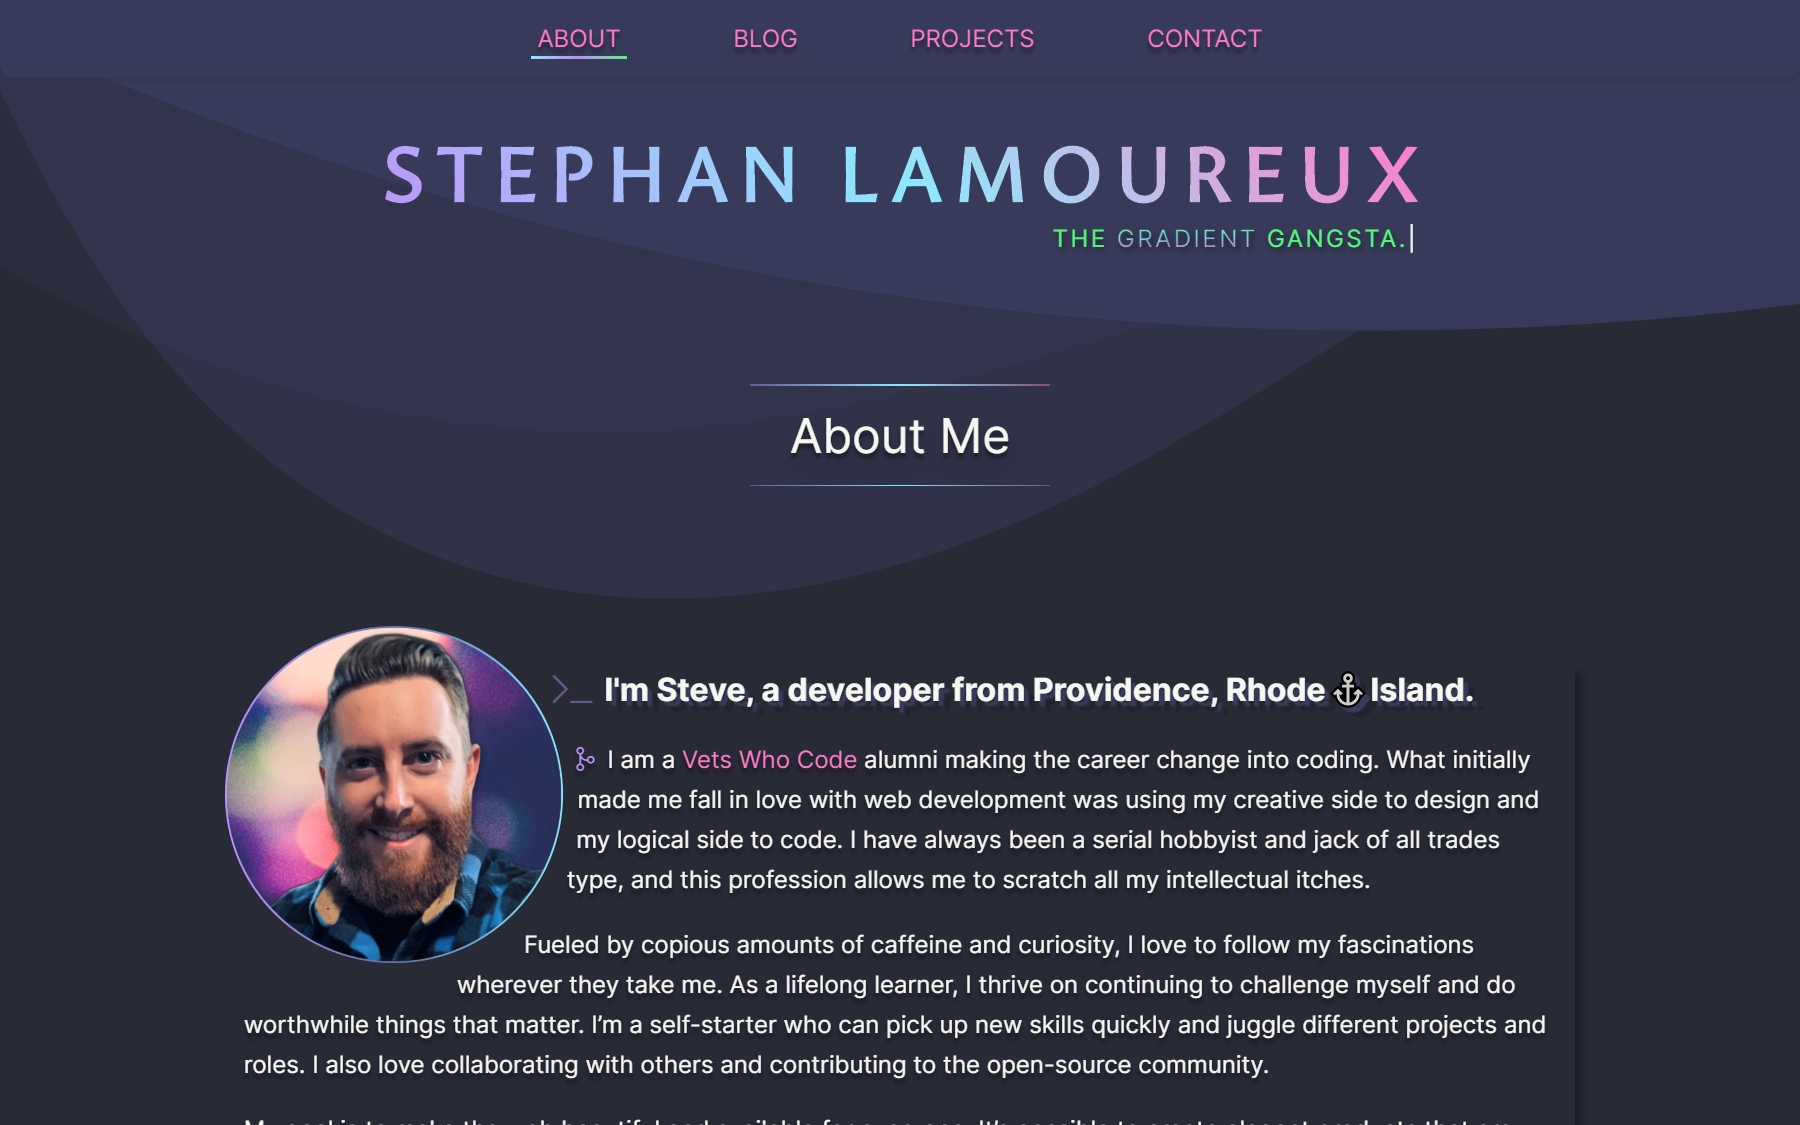 ABOUT BLOG PROJECTS CONTACT
STEPHAN LAMOUREUX
THE GRADIENT GANGSTA.
About Me
I'm Steve, a developer from Providence, Rhode ⚓ Island.
I am a Vets Who Code alumni making the career change into coding. What initially
made me fall in love with web development was using my creative side to design and
my logical side to code. I have always been a serial hobbyist and jack of all trades
type, and this profession allows me to scratch all my intellectual itches.
Fueled by copious amounts of caffeine and curiosity, I love to follow my fascinations
wherever they take me. As a lifelong learner, I thrive on continuing to challenge myself and do
worthwhile things that matter. I’m a self-starter who can pick up new skills quickly and juggle different projects and
roles. I also love collaborating with others and contributing to the open-source community.